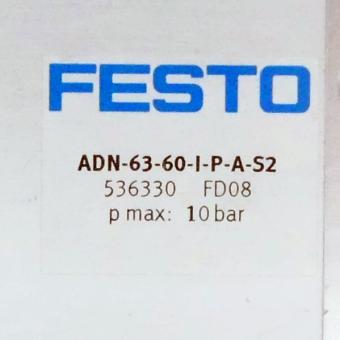 FESTO
ADN-63-60-I-P-A-S2
536330 FD08
p max: 10 bar